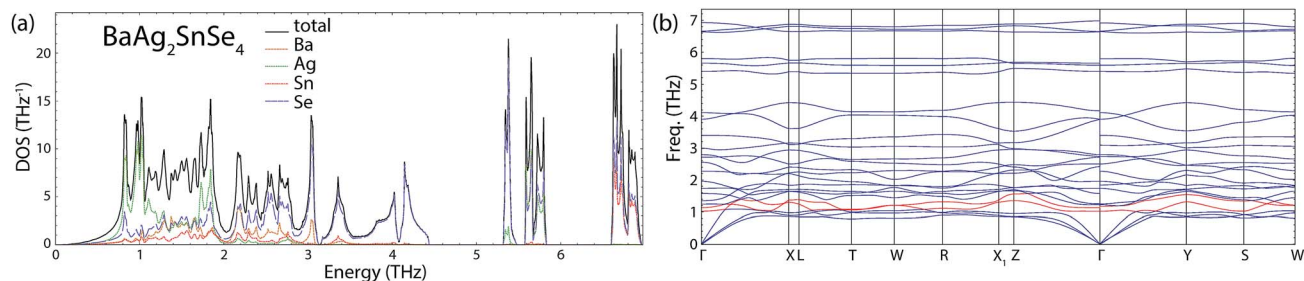 (a)
BaAg₂SnSe₄
total
Ba
Ag
Sn
Se
DOS (THz⁻¹)
20
15
10
5
0
0 1 2 3 4 5 6
Energy (THz)
(b)
Freq. (THz)
7
6
5
4
3
2
1
0
Γ X L T W R X₁ Z Γ Y S W